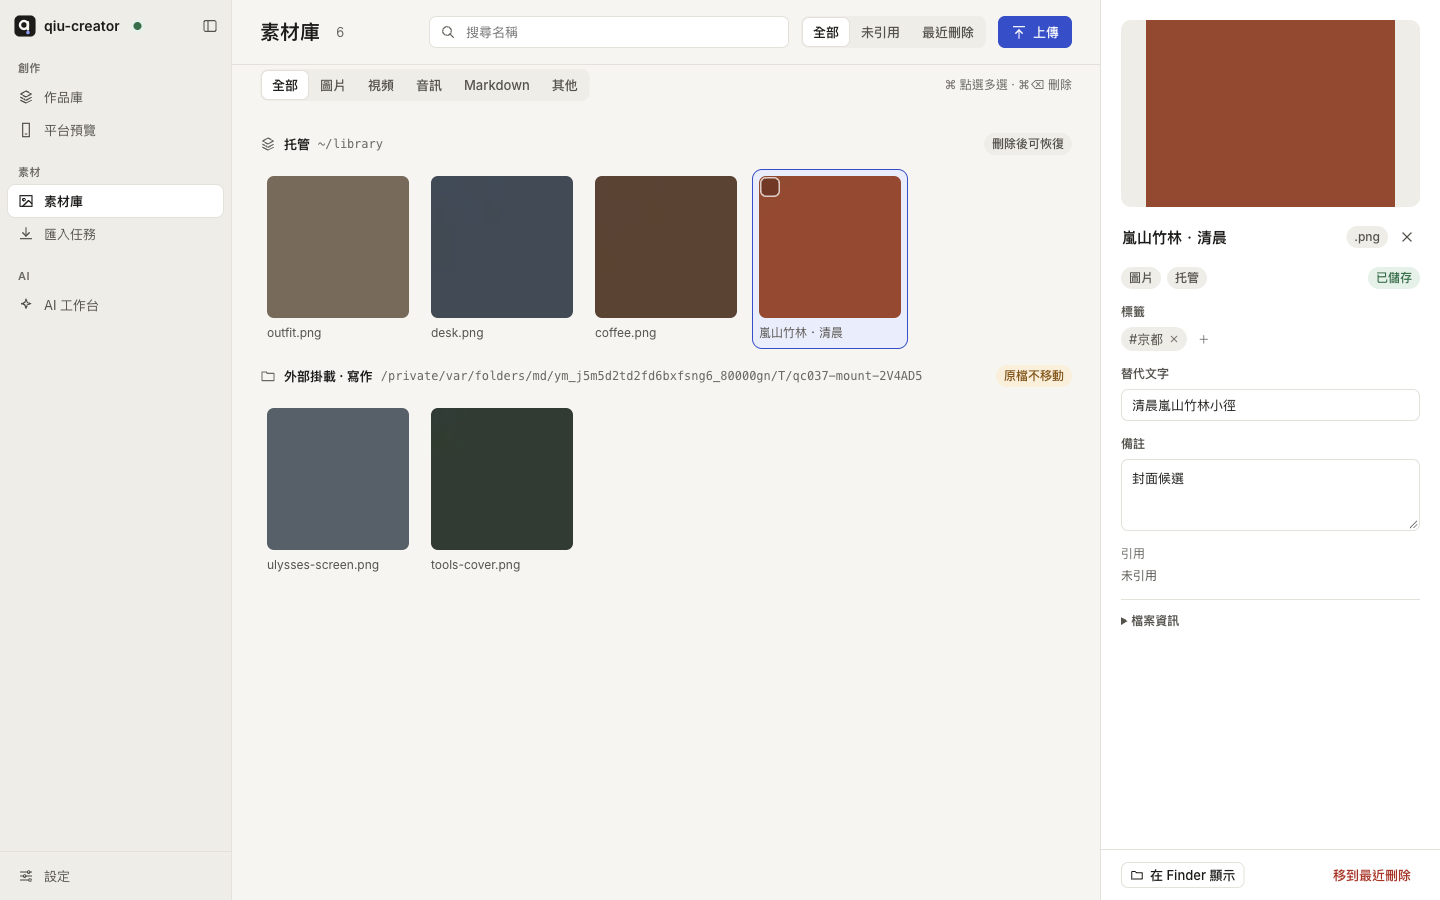 qiu-creator
創作
作品庫
平台預覽
素材
素材庫
匯入任務
AI
AI 工作台
設定
素材庫 6
搜尋名稱
全部 未引用 最近刪除
上傳
全部 圖片 視頻 音訊 Markdown 其他
⌘ 點選多選 · ⌘⌫ 刪除
托管 ~/library
刪除後可恢復
outfit.png
desk.png
coffee.png
嵐山竹林 · 清晨
外部掛載 · 寫作 /private/var/folders/md/ym_j5m5d2td2fd6bxfsng6_80000gn/T/qc037-mount-2V4AD5
原檔不移動
ulysses-screen.png
tools-cover.png
嵐山竹林 · 清晨
.png
圖片 托管
已儲存
標籤
#京都 × +
替代文字
清晨嵐山竹林小徑
備註
封面候選
引用
未引用
檔案資訊
在 Finder 顯示
移到最近刪除